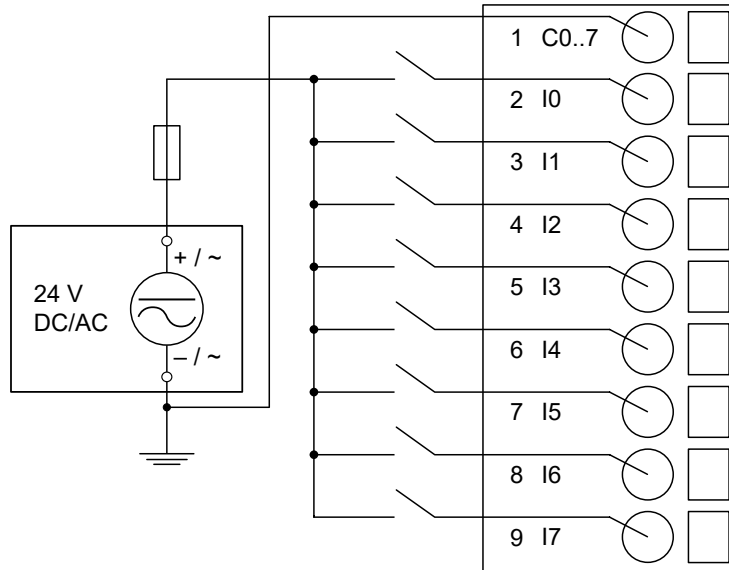 1 C0..7
2 I0
3 I1
4 I2
5 I3
6 I4
7 I5
8 I6
9 I7
+ / ~
24 V
DC/AC
– / ~